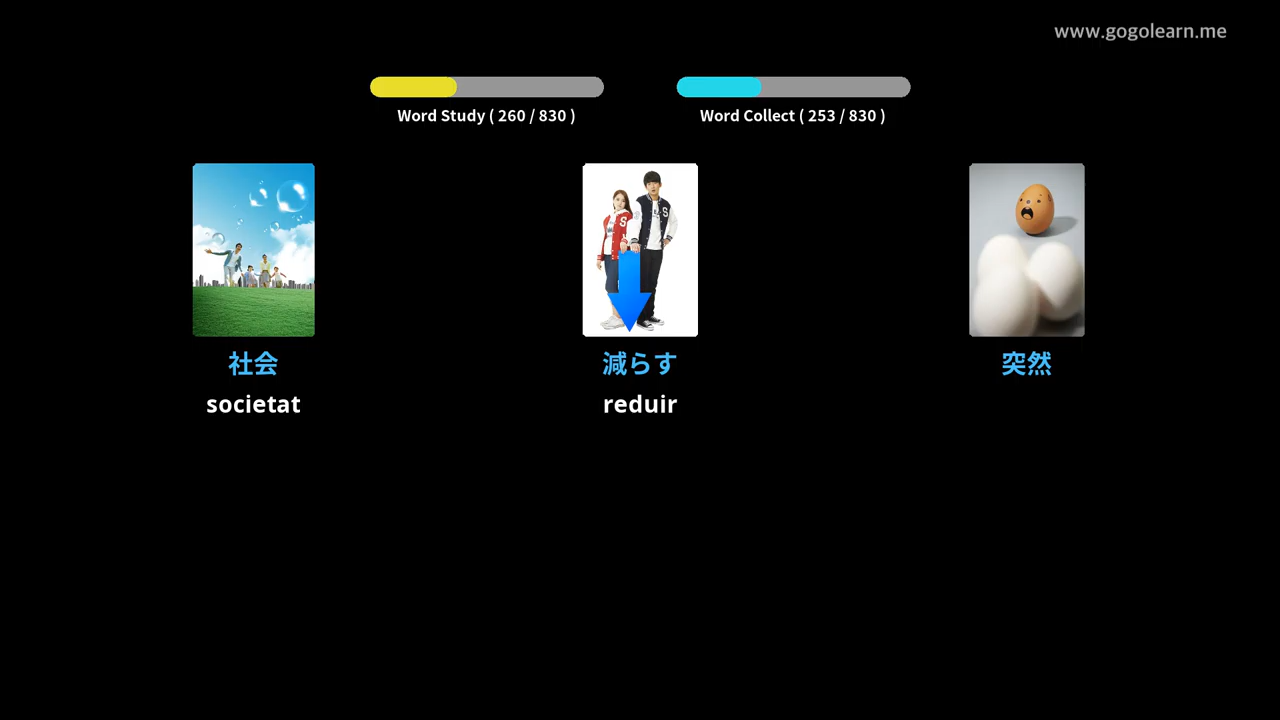 www.gogolearn.me
Word Study ( 260 / 830 )
Word Collect ( 253 / 830 )
社会
減らす
突然
societat
reduir